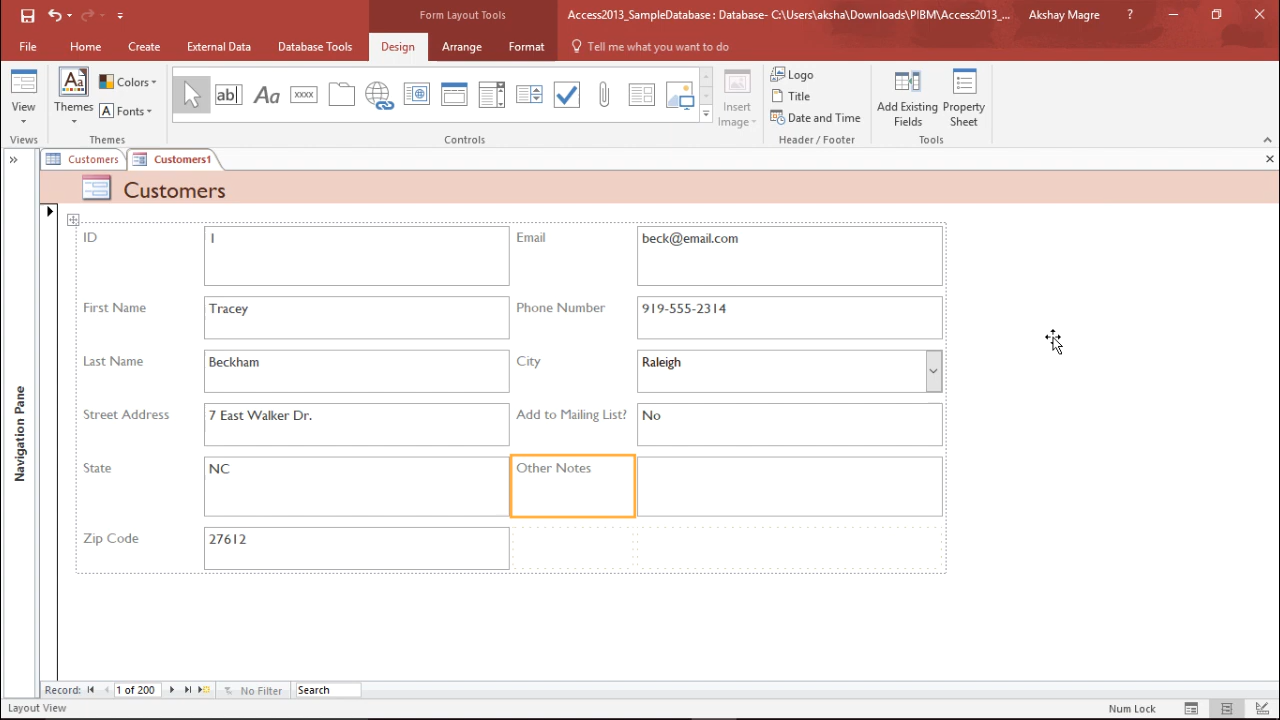 Form Layout Tools
Access2013_SampleDatabase : Database- C:\Users\aksha\Downloads\PIBM\Access2013_...
Akshay Magre
?
File
Home
Create
External Data
Database Tools
Design
Arrange
Format
Tell me what you want to do
View
Views
Aa
Themes
Colors
A Fonts
Themes
ab
Aa
xxxx
Controls
Insert Image
Logo
Title
Date and Time
Header / Footer
Add Existing Fields
Property Sheet
Tools
»
Customers
Customers1
Navigation Pane
Customers
ID
1
Email
beck@email.com
First Name
Tracey
Phone Number
919-555-2314
Last Name
Beckham
City
Raleigh
Street Address
7 East Walker Dr.
Add to Mailing List?
No
State
NC
Other Notes
Zip Code
27612
Record:
1 of 200
No Filter
Search
Layout View
Num Lock